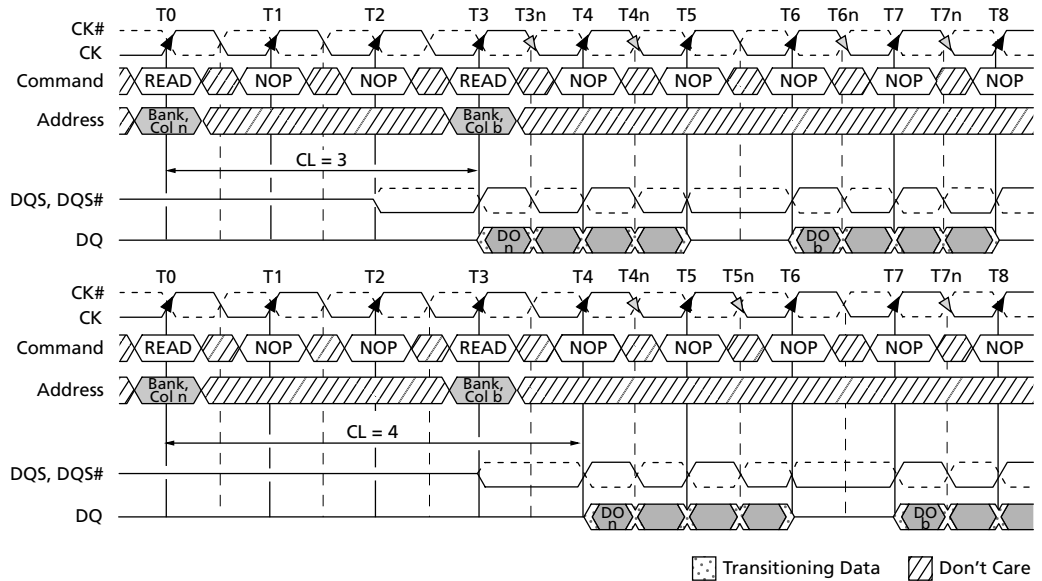 T0 T1 T2 T3 T3n T4 T4n T5 T6 T6n T7 T7n T8
CK#
CK
Command READ NOP NOP READ NOP NOP NOP NOP NOP
Address Bank, Col n Bank, Col b
CL = 3
DQS, DQS#
DQ DO n DO b
T0 T1 T2 T3 T4 T4n T5 T5n T6 T7 T7n T8
CK#
CK
Command READ NOP NOP READ NOP NOP NOP NOP NOP
Address Bank, Col n Bank, Col b
CL = 4
DQS, DQS#
DQ DO n DO b
Transitioning Data Don't Care